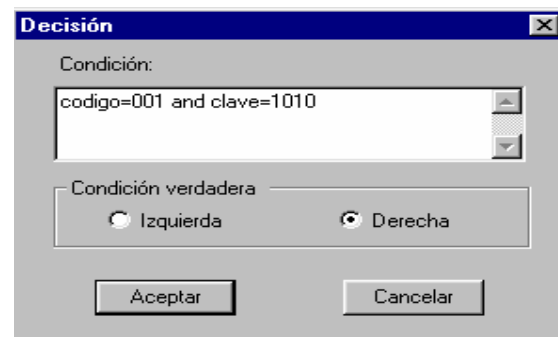 Decisión
Condición:
codigo=001 and clave=1010
Condición verdadera
Izquierda Derecha
Aceptar Cancelar